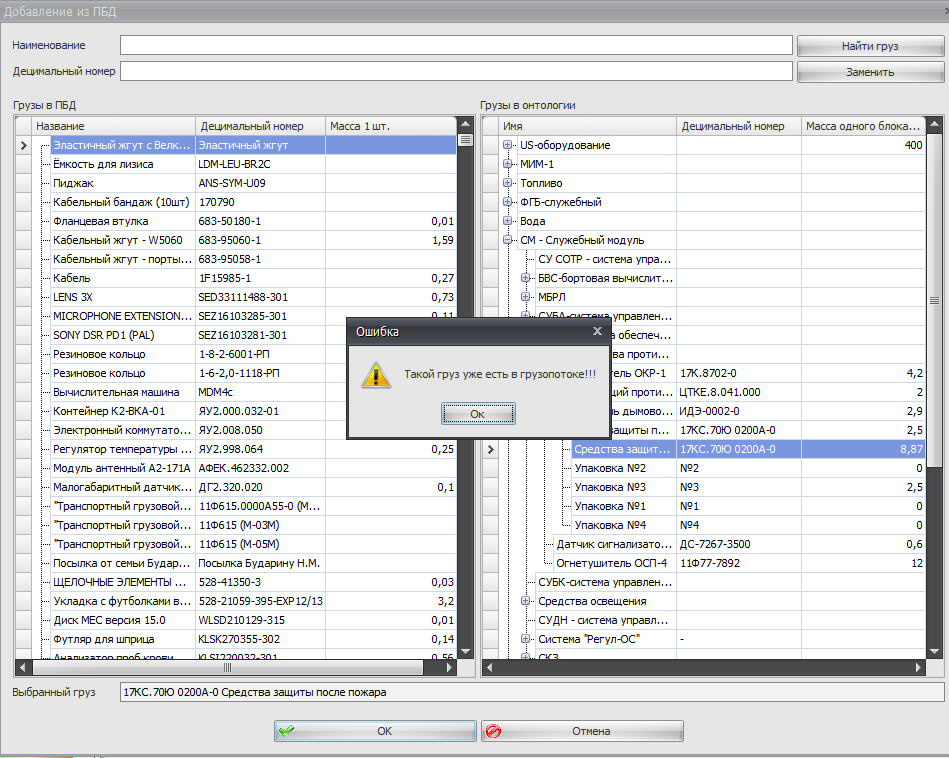 Добавление из ПБД
Наименование
Найти груз
Децимальный номер
Заменить
Грузы в ПБД
Грузы в онтологии
Название Децимальный номер Масса 1 шт.
Имя Децимальный номер Масса одного блока...
Эластичный жгут с Велк... Эластичный жгут
US-оборудование 400
Ёмкость для лизиса LDM-LEU-BR2C
МИМ-1
Пиджак ANS-SYM-U09
Топливо
Кабельный бандаж (10шт) 170790
ФГБ-служебный
Фланцевая втулка 683-50180-1 0,01
Вода
Кабельный жгут - W5060 683-95060-1 1,59
СМ - Служебный модуль
Кабельный жгут - порты... 683-95058-1
СУ СОТР - система упра...
Кабель 1F15985-1 0,27
БВС-бортовая вычислит...
LENS 3X SED33111488-301 0,73
МБРЛ
MICROPHONE EXTENSION... SEZ16103285-301 0,11
СУБА-система управлен...
SONY DSR PD1 (PAL) SEZ16103281-301
а обеспеч...
Резиновое кольцо 1-8-2-6001-РП
ва проти...
Резиновое кольцо 1-6-2,0-1118-РП
тель ОКР-1 17К.8702-0 4,2
Вычислительная машина MDM4c
щий проти... ЦТКЕ.8.041.000 2
Контейнер К2-ВКА-01 ЯУ2.000.032-01
ь дымово... ИДЭ-0002-0 2,9
Электронный коммутато... ЯУ2.008.050
защиты п... 17КС.70Ю 0200А-0 2,5
Регулятор температуры ... ЯУ2.998.064 0,25
Средства защит... 17КС.70Ю 0200А-0 8,87
Модуль антенный А2-171А АФЕК.462332.002
Упаковка №2 №2 0
Малогабаритный датчик... ДГ2.320.020 0,1
Упаковка №3 №3 2,5
"Транспортный грузовой... 11Ф615.0000А55-0 (М...
Упаковка №1 №1 0
"Транспортный грузовой... 11Ф615 (М-03М)
Упаковка №4 №4 0
"Транспортный грузовой... 11Ф615 (М-05М)
Датчик сигнализато... ДС-7267-3500 0,6
Посылка от семьи Будар... Посылка Бударину Н.М.
Огнетушитель ОСП-4 11Ф77-7892 12
ЩЕЛОЧНЫЕ ЭЛЕМЕНТЫ ... 528-41350-3 0,03
СУБК-система управлен...
Укладка с футболками в... 528-21059-395-EXP12/13 3,2
Средства освещения
Диск МЕС версия 15.0 WLSD210129-315 0,01
СУДН - система управл...
Футляр для шприца KLSK270355-302 0,14
Система "Регул-ОС" -
Анализатор проб крови KLSI220032-301 0,56
СКЗ
Ошибка
Такой груз уже есть в грузопотоке!!!
Ок
Выбранный груз 17КС.70Ю 0200А-0 Средства защиты после пожара
OK
Отмена